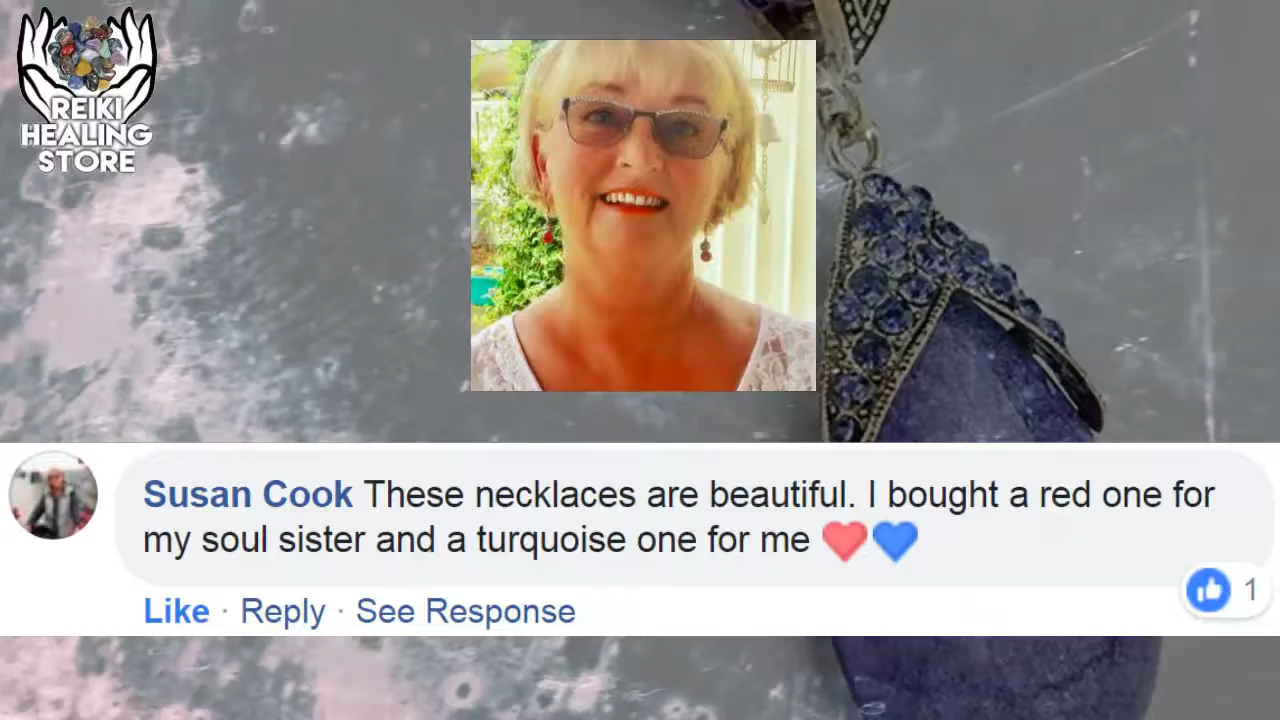 REIKI
HEALING
STORE
Susan Cook These necklaces are beautiful. I bought a red one for
my soul sister and a turquoise one for me ❤️💙
Like · Reply · See Response
1